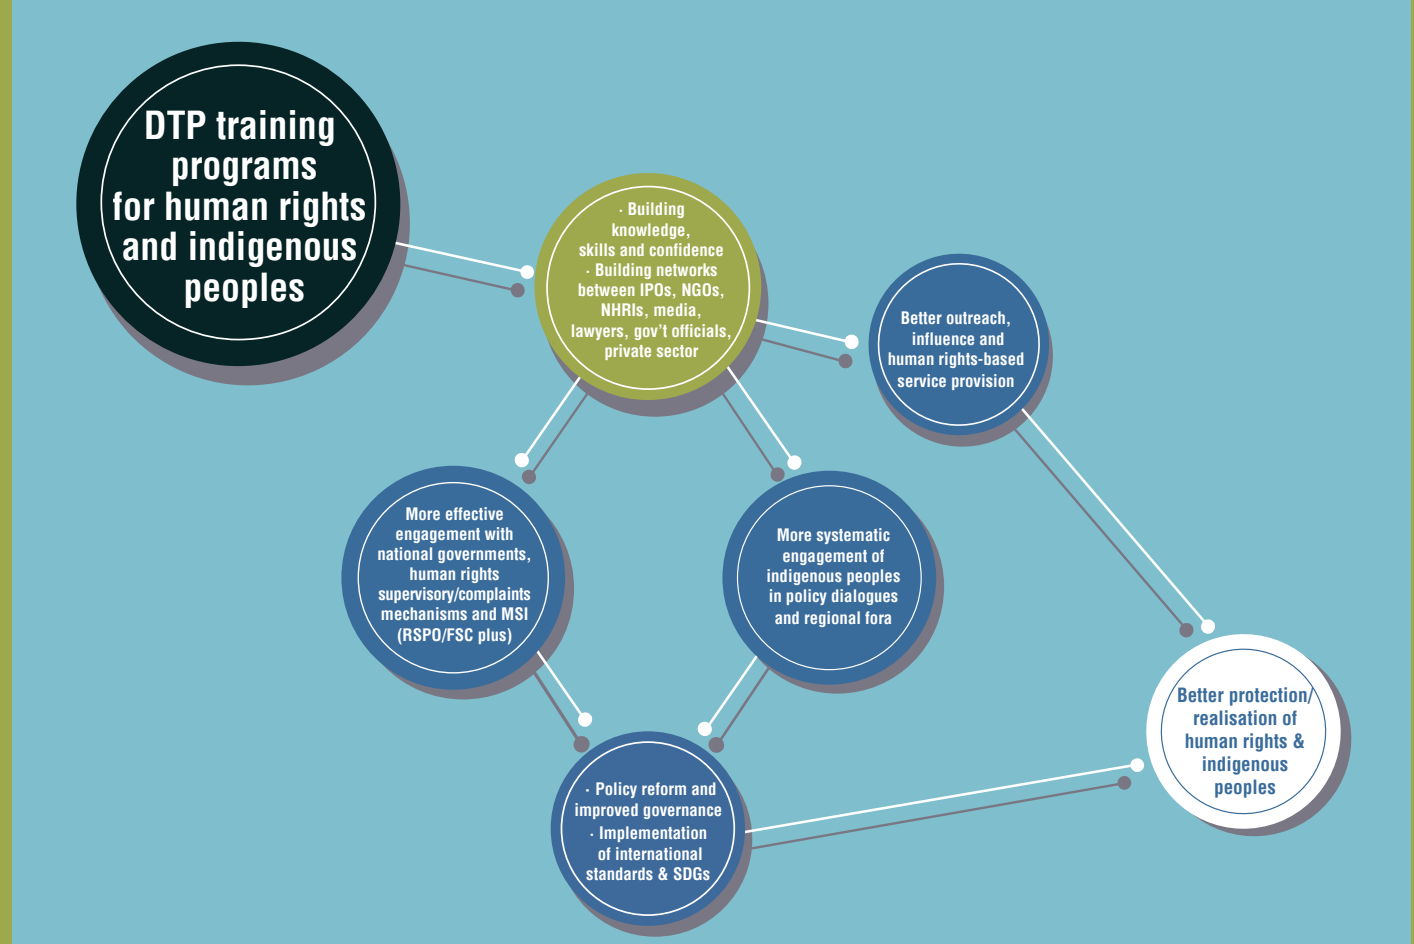 DTP training
programs
for human rights
and indigenous
peoples
· Building
knowledge,
skills and confidence
· Building networks
between IPOs, NGOs,
NHRIs, media,
lawyers, gov't officials,
private sector
Better outreach,
influence and
human rights-based
service provision
More effective
engagement with
national governments,
human rights
supervisory/complaints
mechanisms and MSI
(RSPO/FSC plus)
More systematic
engagement of
indigenous peoples
in policy dialogues
and regional fora
· Policy reform and
improved governance
· Implementation
of international
standards & SDGs
Better protection/
realisation of
human rights &
indigenous
peoples